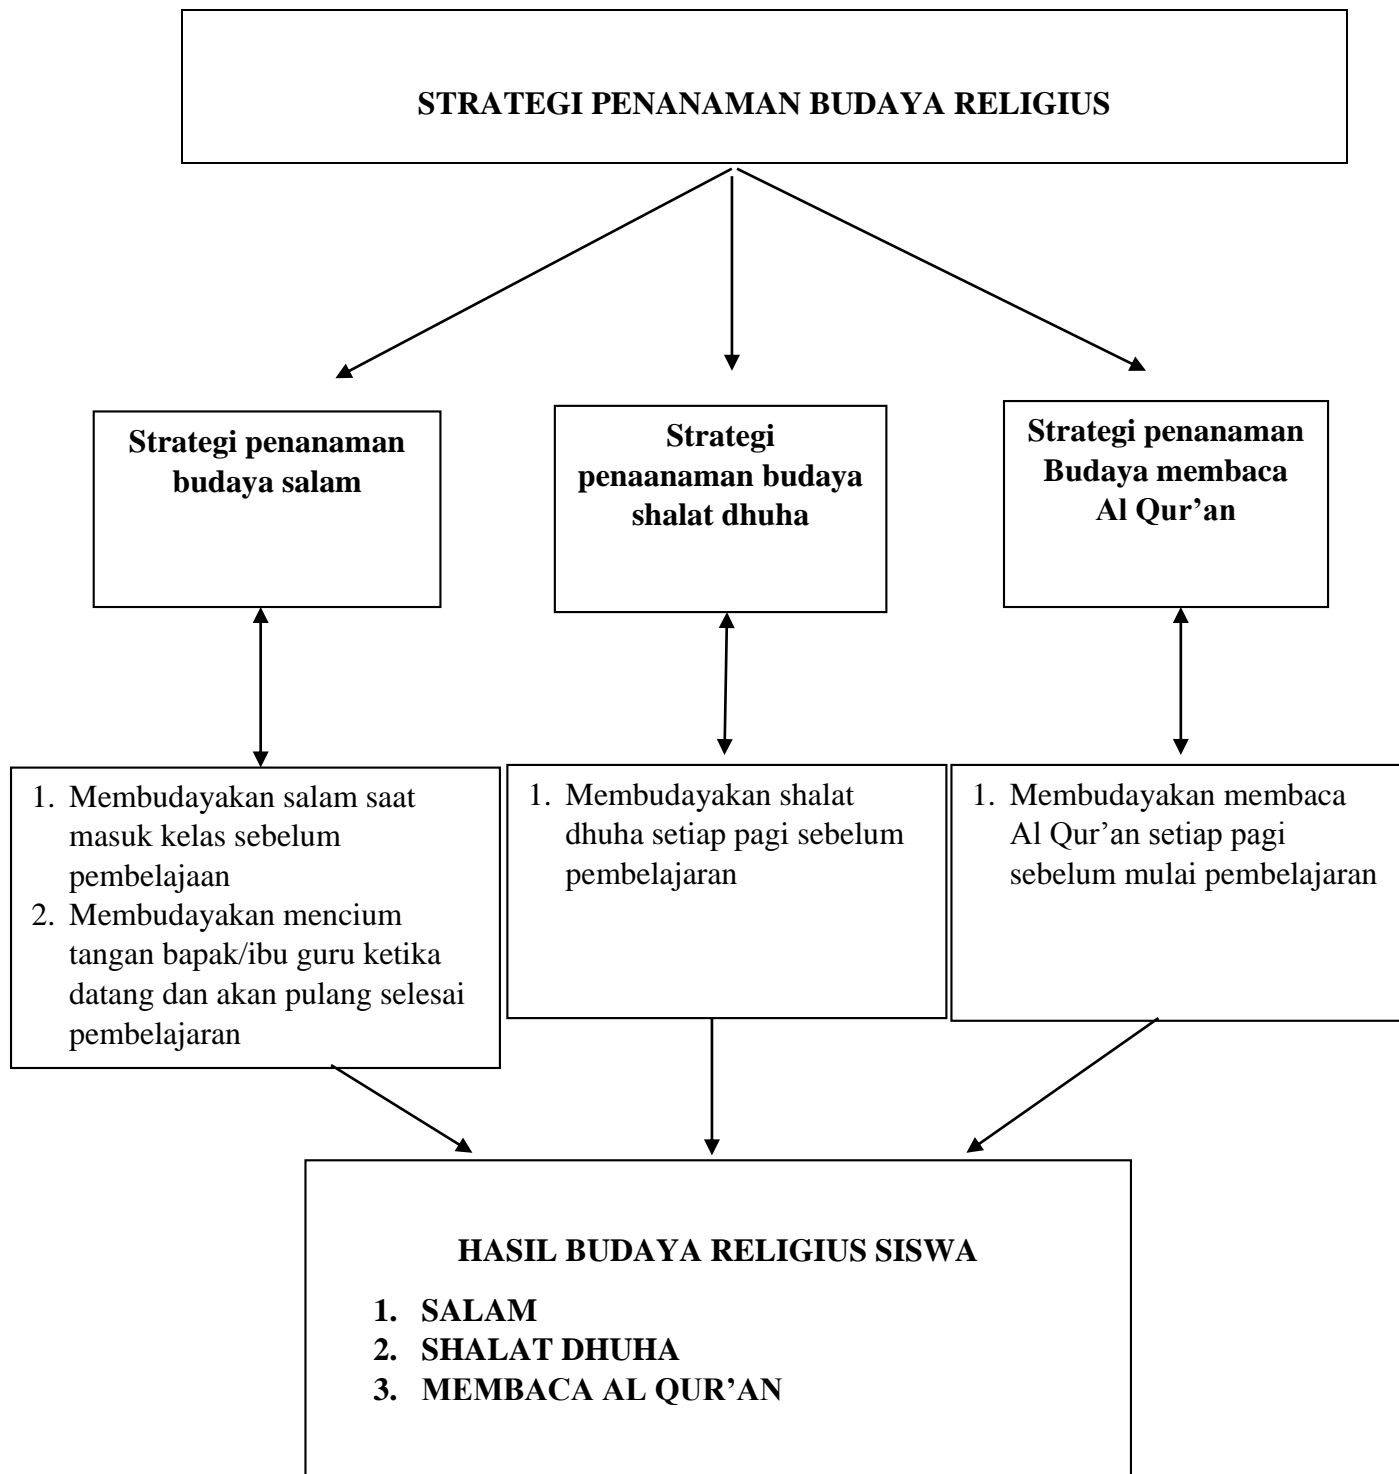 STRATEGI PENANAMAN BUDAYA RELIGIUS
Strategi penanaman
budaya salam
Strategi
penaanaman budaya
shalat dhuha
Strategi penanaman
Budaya membaca
Al Qur’an
1. Membudayakan salam saat
masuk kelas sebelum
pembelajaan
2. Membudayakan mencium
tangan bapak/ibu guru ketika
datang dan akan pulang selesai
pembelajaran
1. Membudayakan shalat
dhuha setiap pagi sebelum
pembelajaran
1. Membudayakan membaca
Al Qur’an setiap pagi
sebelum mulai pembelajaran
HASIL BUDAYA RELIGIUS SISWA
1. SALAM
2. SHALAT DHUHA
3. MEMBACA AL QUR’AN